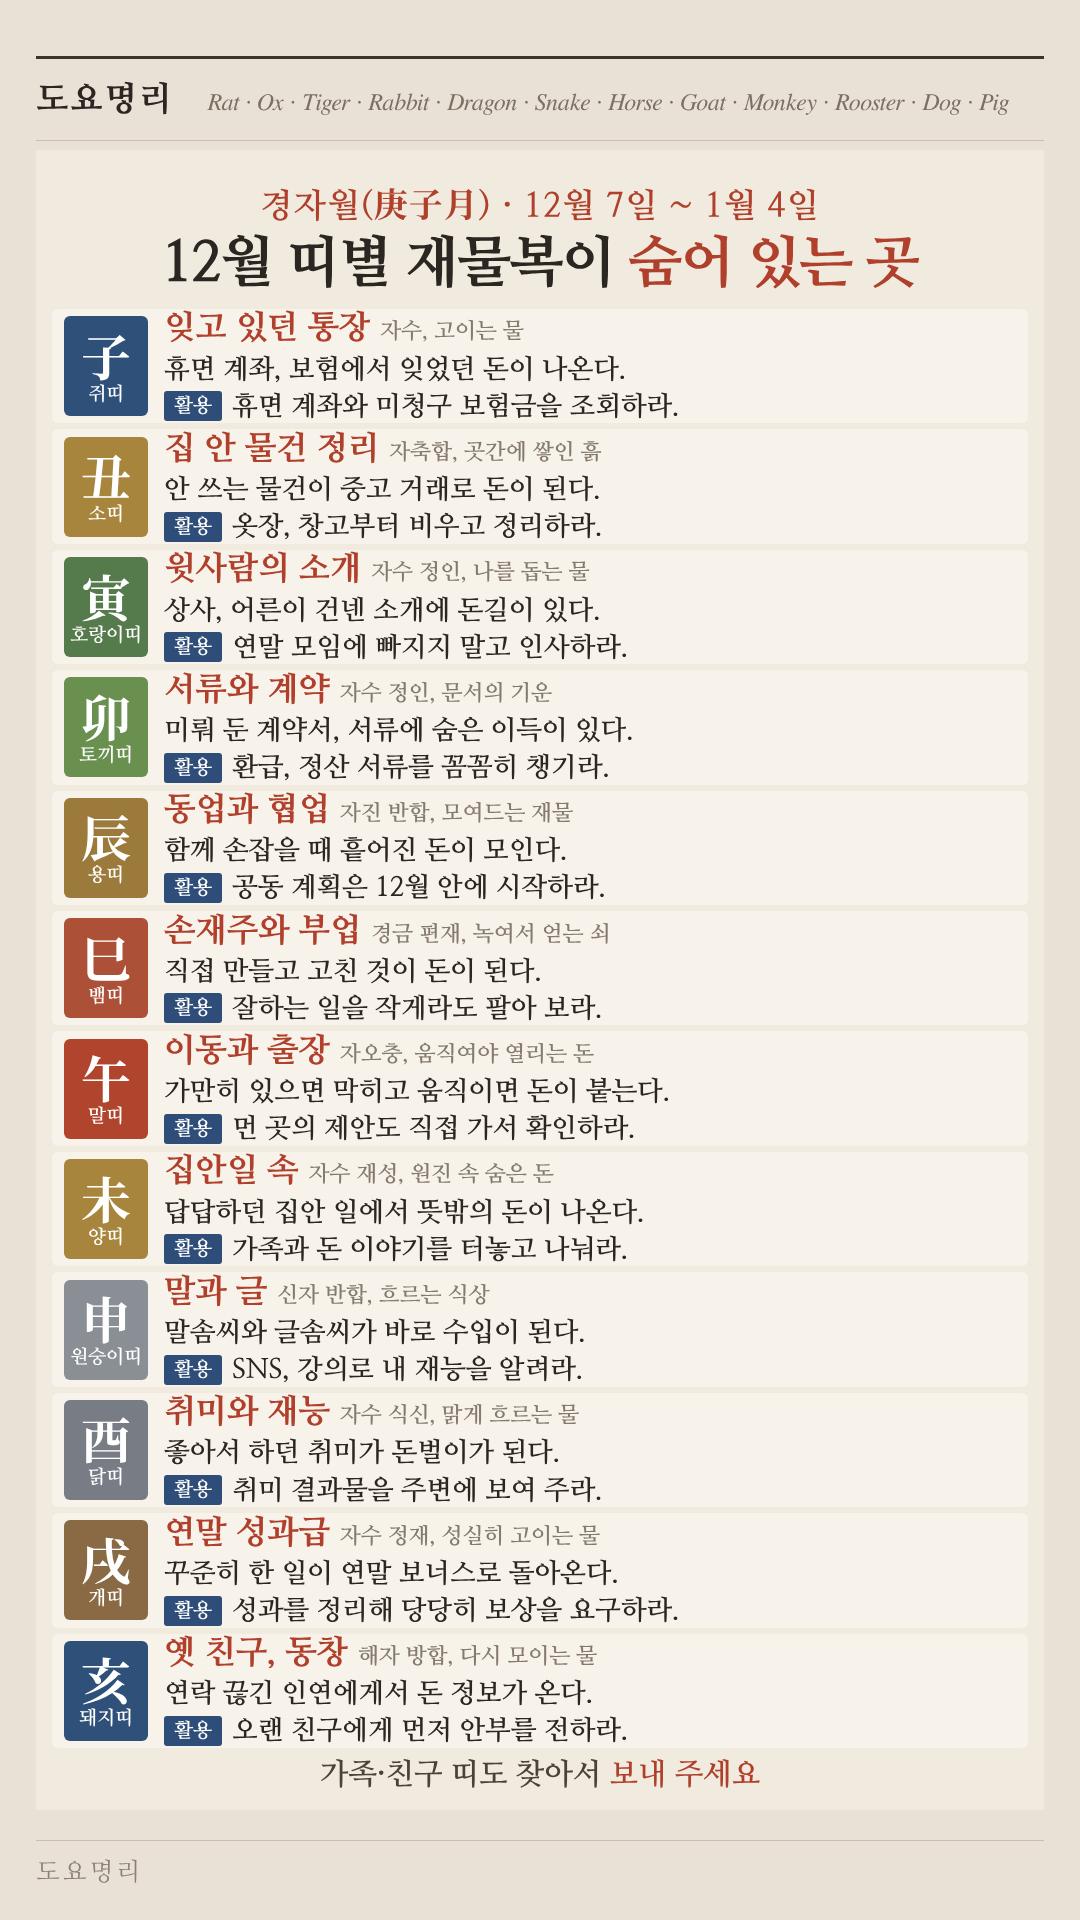 도요명리
Rat · Ox · Tiger · Rabbit · Dragon · Snake · Horse · Goat · Monkey · Rooster · Dog · Pig
경자월(庚子月) · 12월 7일 ~ 1월 4일
12월 띠별 재물복이 숨어 있는 곳
子
쥐띠
잊고 있던 통장 자수, 고이는 물
휴면 계좌, 보험에서 잊었던 돈이 나온다.
활용 휴면 계좌와 미청구 보험금을 조회하라.
丑
소띠
집 안 물건 정리 자축합, 곳간에 쌓인 흙
안 쓰는 물건이 중고 거래로 돈이 된다.
활용 옷장, 창고부터 비우고 정리하라.
寅
호랑이띠
윗사람의 소개 자수 정인, 나를 돕는 물
상사, 어른이 건넨 소개에 돈길이 있다.
활용 연말 모임에 빠지지 말고 인사하라.
卯
토끼띠
서류와 계약 자수 정인, 문서의 기운
미뤄 둔 계약서, 서류에 숨은 이득이 있다.
활용 환급, 정산 서류를 꼼꼼히 챙기라.
辰
용띠
동업과 협업 자진 반합, 모여드는 재물
함께 손잡을 때 흩어진 돈이 모인다.
활용 공동 계획은 12월 안에 시작하라.
巳
뱀띠
손재주와 부업 경금 편재, 녹여서 얻는 쇠
직접 만들고 고친 것이 돈이 된다.
활용 잘하는 일을 작게라도 팔아 보라.
午
말띠
이동과 출장 자오충, 움직여야 열리는 돈
가만히 있으면 막히고 움직이면 돈이 붙는다.
활용 먼 곳의 제안도 직접 가서 확인하라.
未
양띠
집안일 속 자수 재성, 원진 속 숨은 돈
답답하던 집안 일에서 뜻밖의 돈이 나온다.
활용 가족과 돈 이야기를 터놓고 나눠라.
申
원숭이띠
말과 글 신자 반합, 흐르는 식상
말솜씨와 글솜씨가 바로 수입이 된다.
활용 SNS, 강의로 내 재능을 알려라.
酉
닭띠
취미와 재능 자수 식신, 맑게 흐르는 물
좋아서 하던 취미가 돈벌이가 된다.
활용 취미 결과물을 주변에 보여 주라.
戌
개띠
연말 성과급 자수 정재, 성실히 고이는 물
꾸준히 한 일이 연말 보너스로 돌아온다.
활용 성과를 정리해 당당히 보상을 요구하라.
亥
돼지띠
옛 친구, 동창 해자 방합, 다시 모이는 물
연락 끊긴 인연에게서 돈 정보가 온다.
활용 오랜 친구에게 먼저 안부를 전하라.
가족·친구 띠도 찾아서 보내 주세요
도요명리